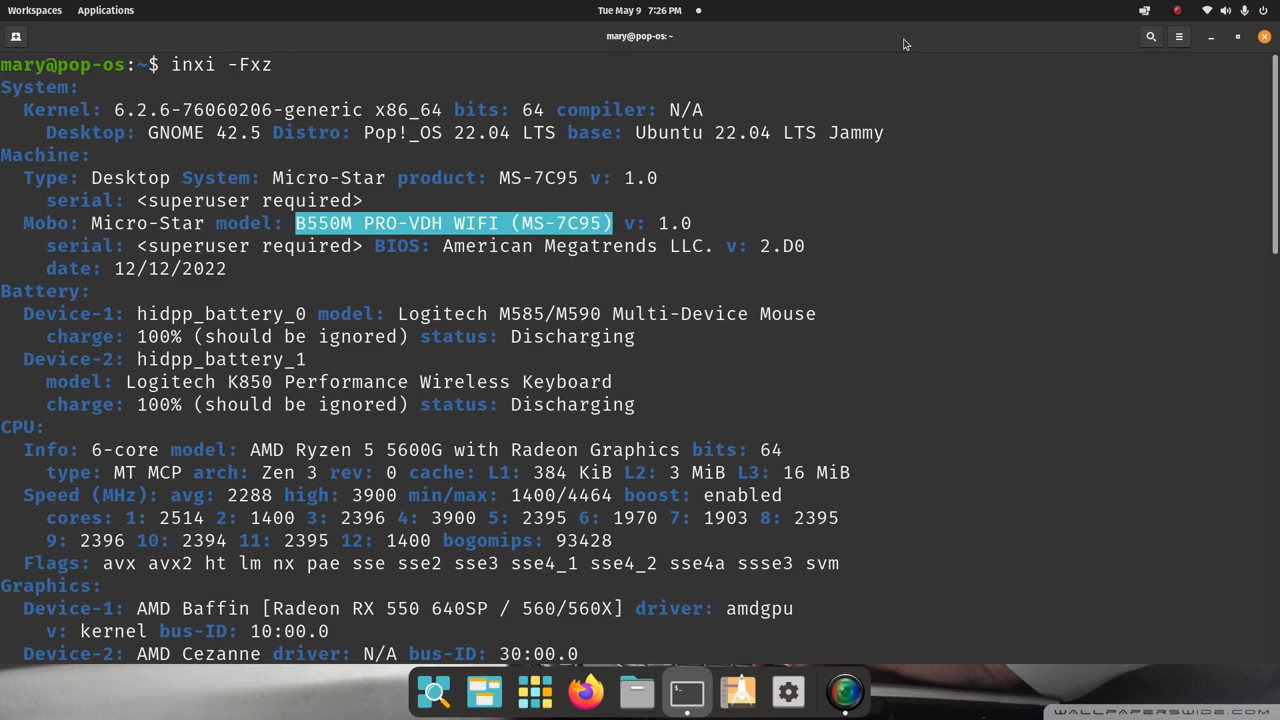 Workspaces Applications Tue May 9 7:26 PM
mary@pop-os: ~
mary@pop-os:~$ inxi -Fxz
System:
Kernel: 6.2.6-76060206-generic x86_64 bits: 64 compiler: N/A
Desktop: GNOME 42.5 Distro: Pop!_OS 22.04 LTS base: Ubuntu 22.04 LTS Jammy
Machine:
Type: Desktop System: Micro-Star product: MS-7C95 v: 1.0
serial: <superuser required>
Mobo: Micro-Star model: B550M PRO-VDH WIFI (MS-7C95) v: 1.0
serial: <superuser required> BIOS: American Megatrends LLC. v: 2.D0
date: 12/12/2022
Battery:
Device-1: hidpp_battery_0 model: Logitech M585/M590 Multi-Device Mouse
charge: 100% (should be ignored) status: Discharging
Device-2: hidpp_battery_1
model: Logitech K850 Performance Wireless Keyboard
charge: 100% (should be ignored) status: Discharging
CPU:
Info: 6-core model: AMD Ryzen 5 5600G with Radeon Graphics bits: 64
type: MT MCP arch: Zen 3 rev: 0 cache: L1: 384 KiB L2: 3 MiB L3: 16 MiB
Speed (MHz): avg: 2288 high: 3900 min/max: 1400/4464 boost: enabled
cores: 1: 2514 2: 1400 3: 2396 4: 3900 5: 2395 6: 1970 7: 1903 8: 2395
9: 2396 10: 2394 11: 2395 12: 1400 bogomips: 93428
Flags: avx avx2 ht lm nx pae sse sse2 sse3 sse4_1 sse4_2 sse4a ssse3 svm
Graphics:
Device-1: AMD Baffin [Radeon RX 550 640SP / 560/560X] driver: amdgpu
v: kernel bus-ID: 10:00.0
Device-2: AMD Cezanne driver: N/A bus-ID: 30:00.0
WALLPAPERSWIDE.COM